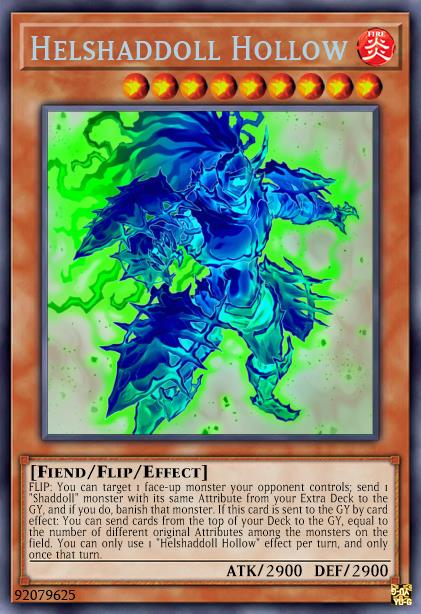 Helshaddoll Hollow
FIRE
炎
[Fiend/Flip/Effect]
FLIP: You can target 1 face-up monster your opponent controls; send 1
"Shaddoll" monster with its same Attribute from your Extra Deck to the
GY, and if you do, banish that monster. If this card is sent to the GY by card
effect: You can send cards from the top of your Deck to the GY, equal to
the number of different original Attributes among the monsters on the
field. You can only use 1 "Helshaddoll Hollow" effect per turn, and only
once that turn.
ATK/2900 DEF/2900
92079625